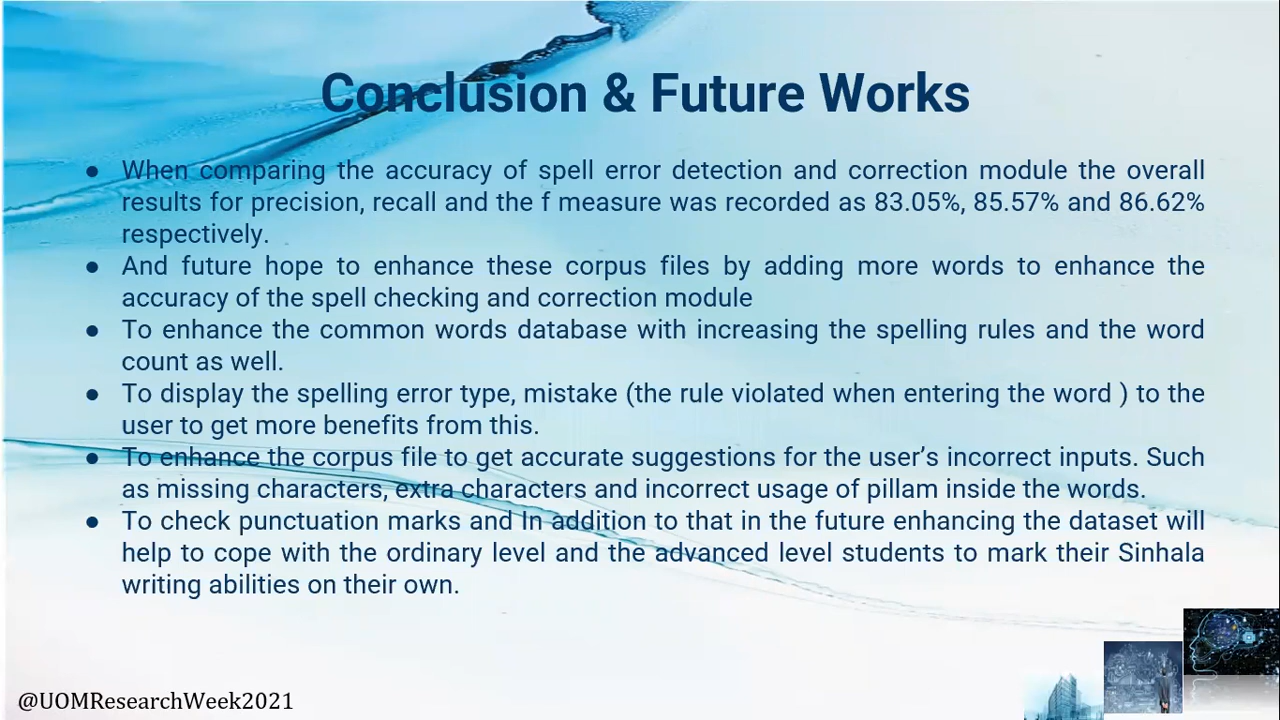 Conclusion & Future Works
● When comparing the accuracy of spell error detection and correction module the overall
results for precision, recall and the f measure was recorded as 83.05%, 85.57% and 86.62%
respectively.
● And future hope to enhance these corpus files by adding more words to enhance the
accuracy of the spell checking and correction module
● To enhance the common words database with increasing the spelling rules and the word
count as well.
● To display the spelling error type, mistake (the rule violated when entering the word ) to the
user to get more benefits from this.
● To enhance the corpus file to get accurate suggestions for the user’s incorrect inputs. Such
as missing characters, extra characters and incorrect usage of pillam inside the words.
● To check punctuation marks and In addition to that in the future enhancing the dataset will
help to cope with the ordinary level and the advanced level students to mark their Sinhala
writing abilities on their own.
@UOMResearchWeek2021